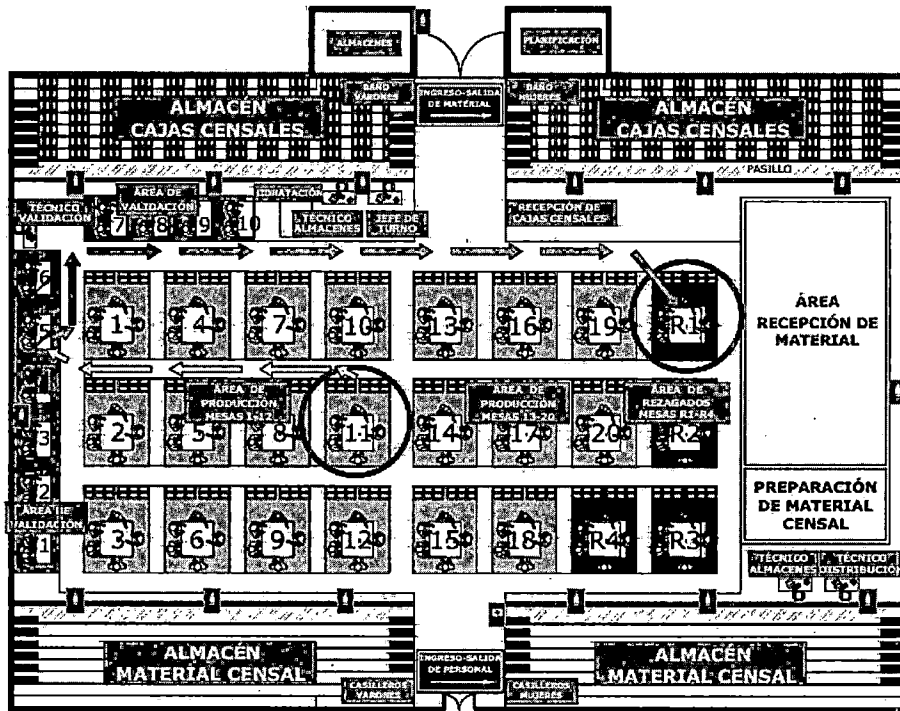 ALMACENES
PLANIFICACIÓN
BAÑO
VARONES
INGRESO-SALIDA
DE MATERIAL
BAÑO
MUJERES
ALMACÉN
CAJAS CENSALES
ALMACÉN
CAJAS CENSALES
PASILLO
TÉCNICO
VALIDACIÓN
ÁREA DE
VALIDACIÓN
TÉCNICO
ALMACENES
JEFE DE
TURNO
RECEPCIÓN DE
CAJAS CENSALES
7
8
9
10
6
5
3
2
1
1
4
7
10
13
16
19
R1
ÁREA
RECEPCIÓN DE
MATERIAL
ÁREA DE
PRODUCCIÓN
MESAS 1-12
ÁREA DE
PRODUCCIÓN
MESAS 13-20
ÁREA DE
REZAGADOS
MESAS R1-R4
2
5
8
11
14
17
20
R2
ÁREA DE
VALIDACIÓN
3
6
9
12
15
18
R4
R3
PREPARACIÓN
DE MATERIAL
CENSAL
TÉCNICO
ALMACENES
TÉCNICO
DISTRIBUCIÓN
ALMACÉN
MATERIAL CENSAL
ALMACÉN
MATERIAL CENSAL
INGRESO-SALIDA
DE PERSONAL
CASILLEROS
VARONES
CASILLEROS
MUJERES